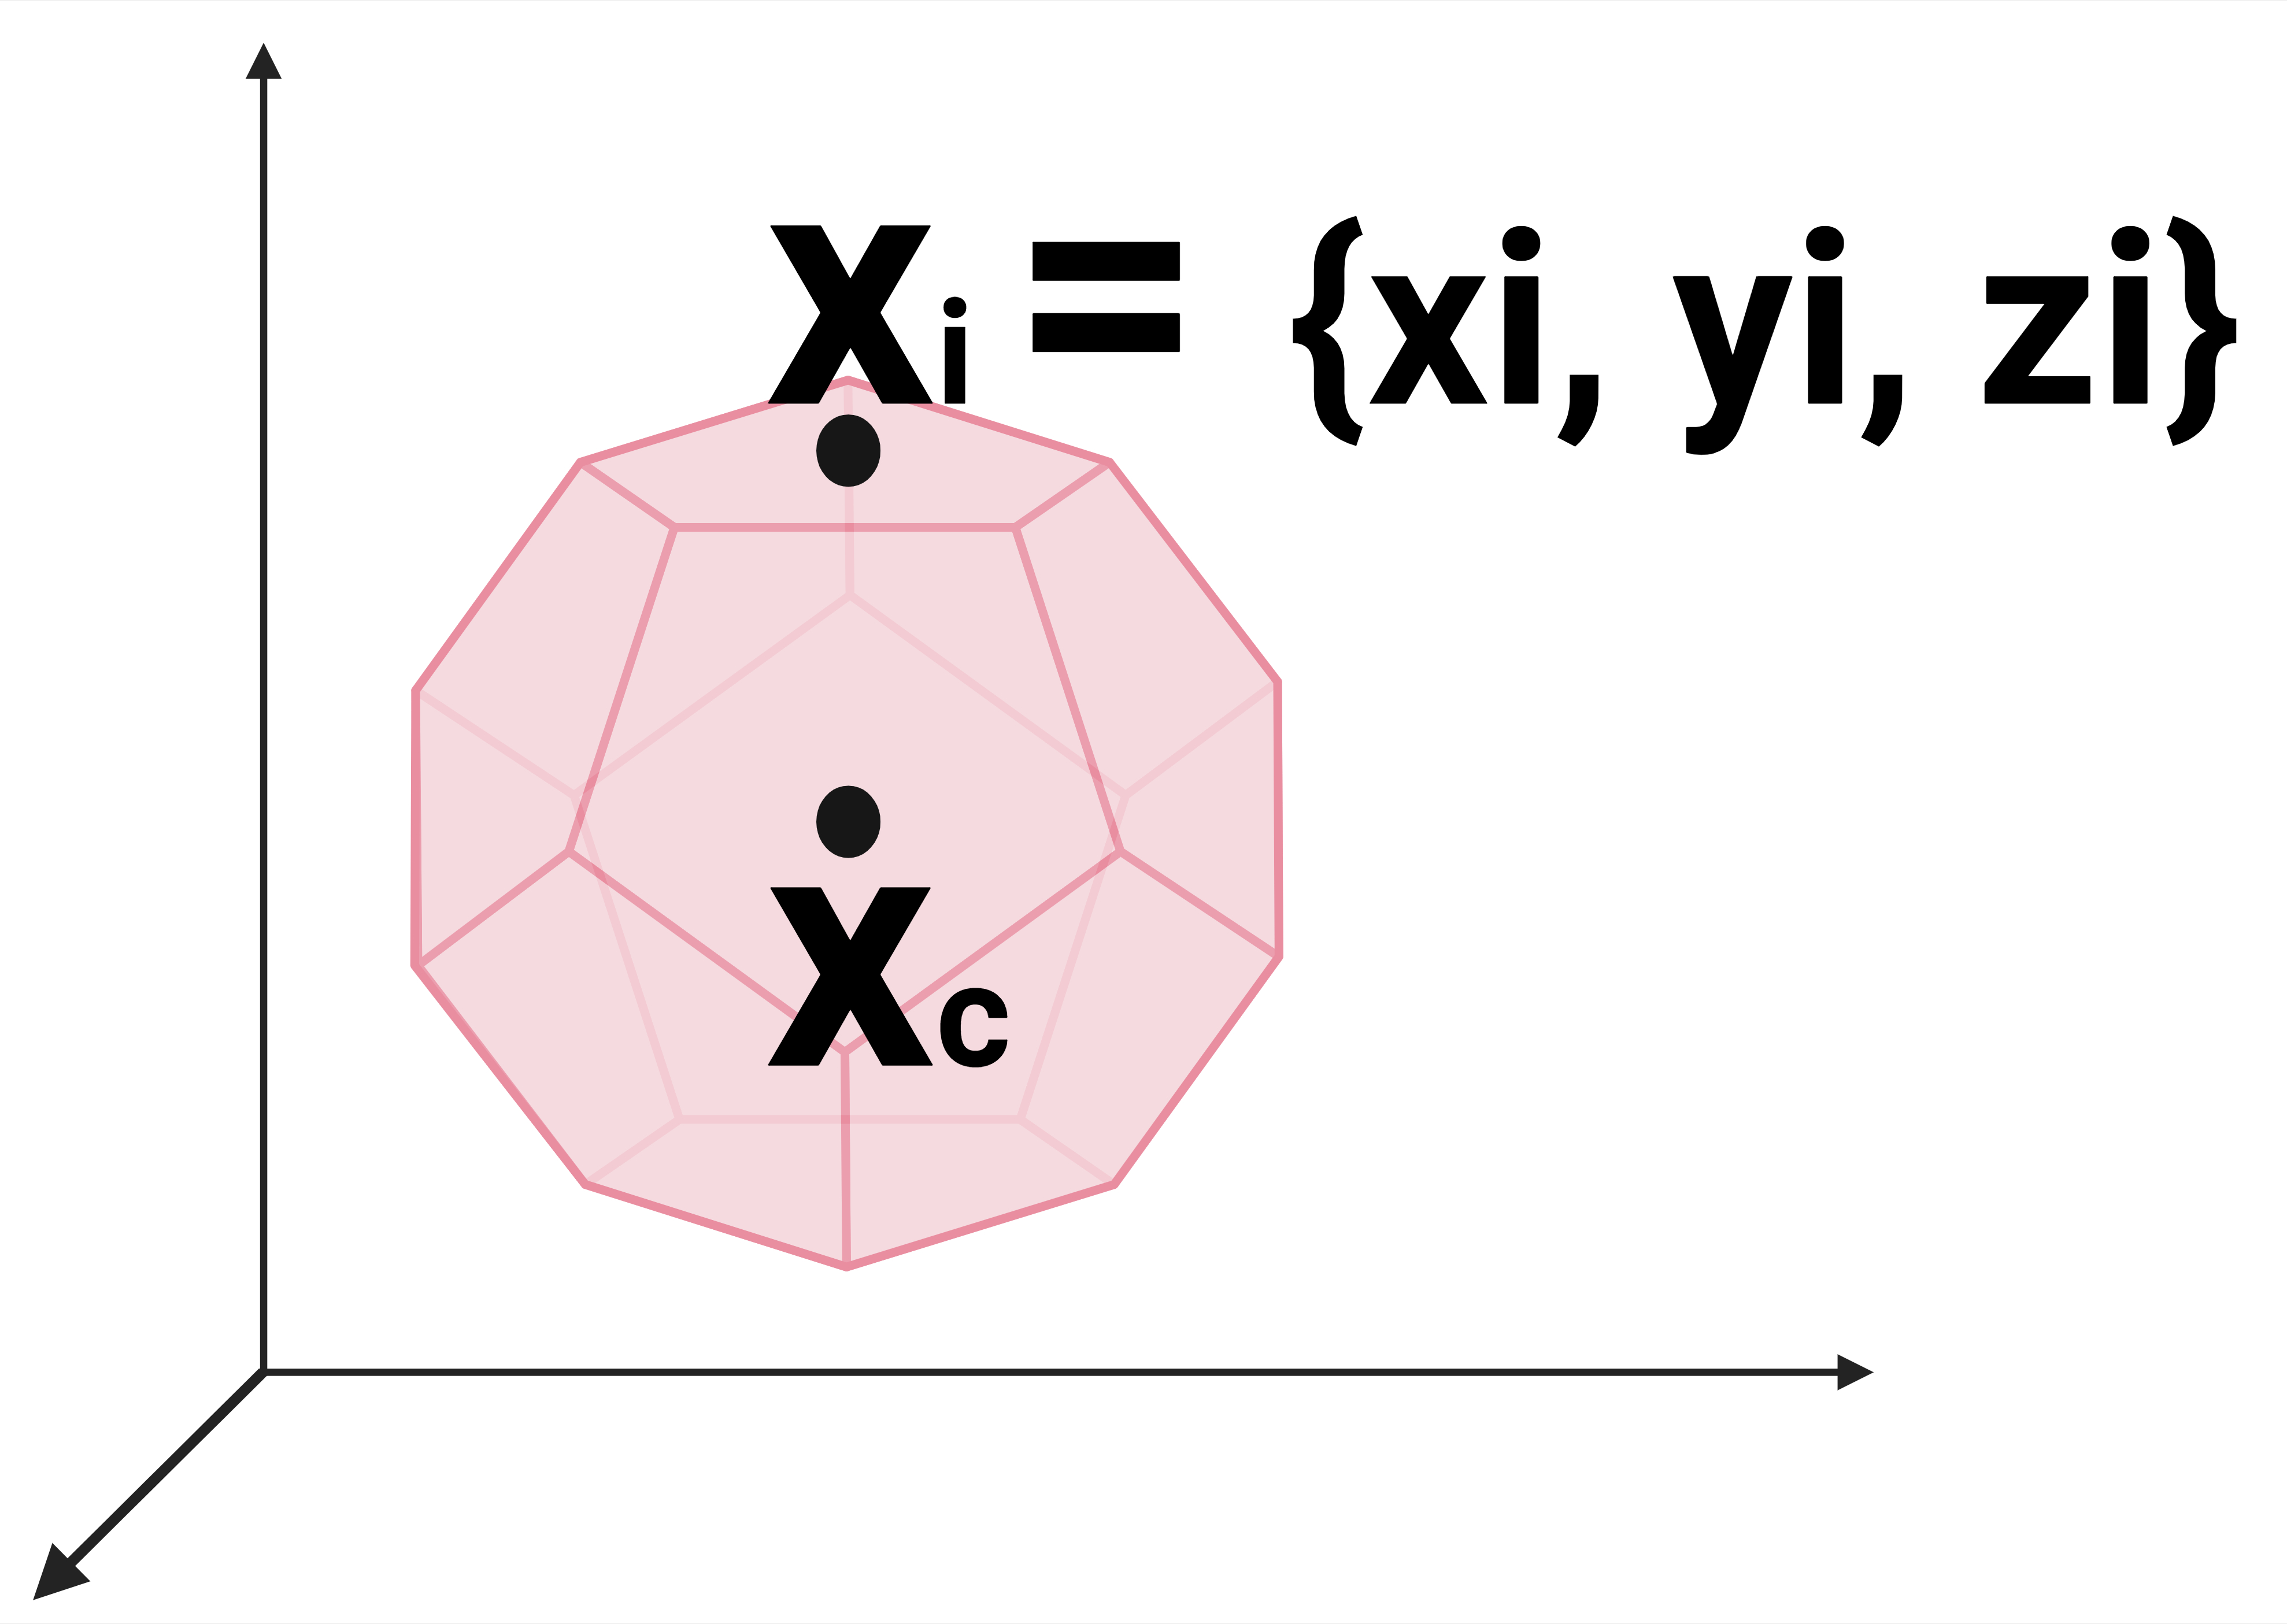 Xi = {xi, yi, zi}
Xc